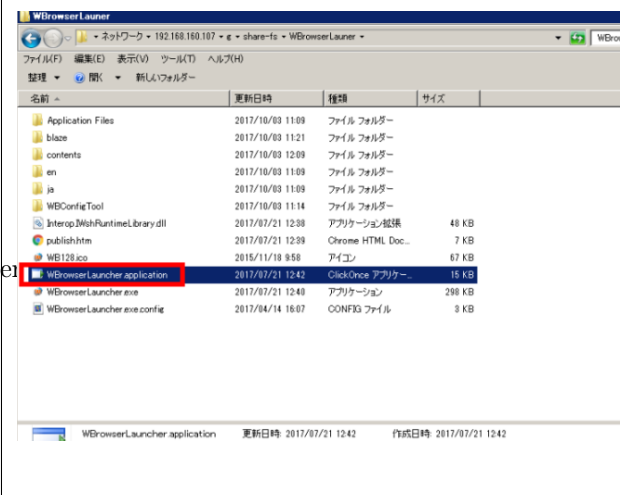 WBrowserLauner
ネットワーク ▸ 192.168.160.107 ▸ g ▸ share-fs ▸ WBrowserLauner ▸
WBro
ファイル(F) 編集(E) 表示(V) ツール(T) ヘルプ(H)
整理 ▼ 開く ▼ 新しいフォルダー
名前 更新日時 種類 サイズ
Application Files 2017/10/03 11:09 ファイル フォルダー
blaze 2017/10/03 11:21 ファイル フォルダー
contents 2017/10/03 12:09 ファイル フォルダー
en 2017/10/03 11:09 ファイル フォルダー
ja 2017/10/03 11:09 ファイル フォルダー
WBConfigTool 2017/10/03 11:14 ファイル フォルダー
Interop.IWshRuntimeLibrary.dll 2017/07/21 12:38 アプリケーション拡張 48 KB
publish.htm 2017/07/21 12:39 Chrome HTML Doc... 7 KB
WB128.ico 2015/11/18 9:58 アイコン 67 KB
er
WBrowserLauncher.application 2017/07/21 12:42 ClickOnce アプリケー... 15 KB
WBrowserLauncher.exe 2017/07/21 12:40 アプリケーション 298 KB
WBrowserLauncher.exe.config 2017/04/14 16:07 CONFIG ファイル 3 KB
WBrowserLauncher.application 更新日時: 2017/07/21 12:42 作成日時: 2017/07/21 12:42